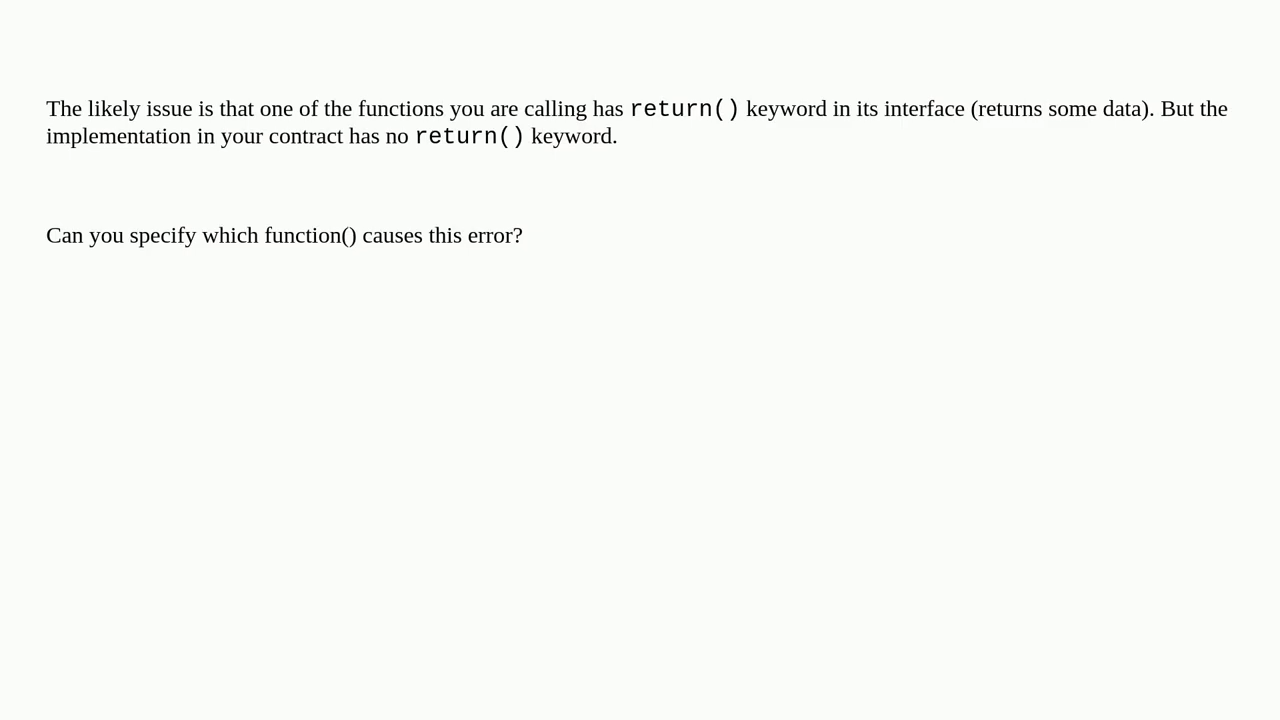 The likely issue is that one of the functions you are calling has return() keyword in its interface (returns some data). But the
implementation in your contract has no return() keyword.
Can you specify which function() causes this error?